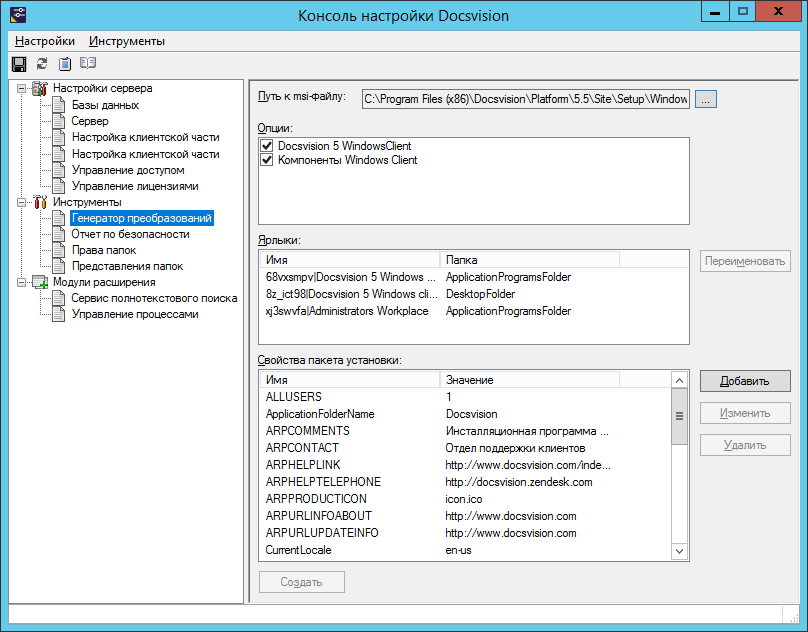 Консоль настройки Docsvision
Настройки Инструменты
Настройки сервера
Базы данных
Сервер
Настройка клиентской части
Настройка клиентской части
Управление доступом
Управление лицензиями
Инструменты
Генератор преобразований
Отчет по безопасности
Права папок
Представления папок
Модули расширения
Сервис полнотекстового поиска
Управление процессами
Путь к msi-файлу: C:\Program Files (x86)\Docsvision\Platform\5.5\Site\Setup\Window ...
Опции:
Docsvision 5 WindowsClient
Компоненты Windows Client
Ярлыки:
Имя Папка
68vxsmpv|Docsvision 5 Windows ... ApplicationProgramsFolder
8z_ict98|Docsvision 5 Windows cli... DesktopFolder
xj3swvfa|Administrators Workplace ApplicationProgramsFolder
Переименовать
Свойства пакета установки:
Имя Значение
ALLUSERS 1
ApplicationFolderName Docsvision
ARPCOMMENTS Инсталляционная программа ...
ARPCONTACT Отдел поддержки клиентов
ARPHELPLINK http://www.docsvision.com/inde...
ARPHELPTELEPHONE http://docsvision.zendesk.com
ARPPRODUCTICON icon.ico
ARPURLINFOABOUT http://www.docsvision.com
ARPURLUPDATEINFO http://www.docsvision.com
CurrentLocale en-us
Добавить
Изменить
Удалить
Создать